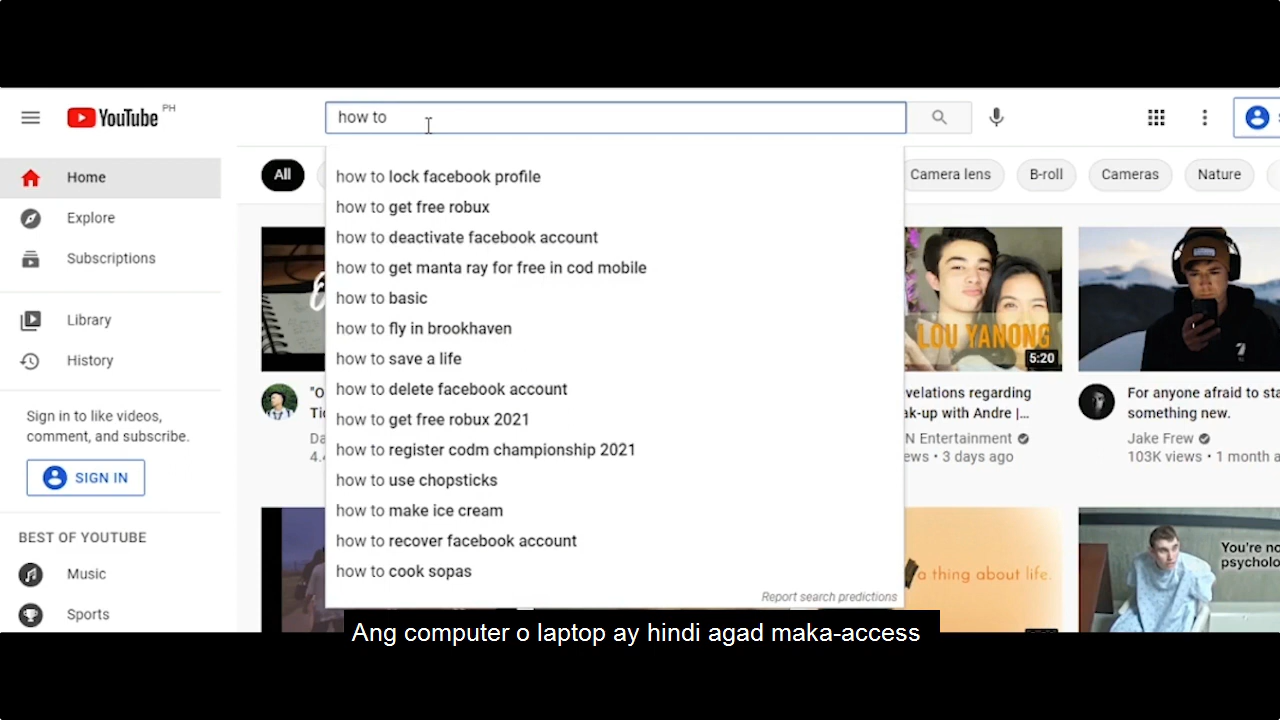 YouTube PH
how to
Home
Explore
Subscriptions
Library
History
Sign in to like videos,
comment, and subscribe.
SIGN IN
BEST OF YOUTUBE
Music
Sports
All
Camera lens
B-roll
Cameras
Nature
how to lock facebook profile
how to get free robux
how to deactivate facebook account
how to get manta ray for free in cod mobile
how to basic
how to fly in brookhaven
how to save a life
how to delete facebook account
how to get free robux 2021
how to register codm championship 2021
how to use chopsticks
how to make ice cream
how to recover facebook account
how to cook sopas
Report search predictions
LOU YANONG
5:20
regarding
with Andre |...
Entertainment
• 3 days ago
For anyone afraid to
something new.
Jake Frew
103K views • 1 month
a thing about life.
You're
Ang computer o laptop ay hindi agad maka-access